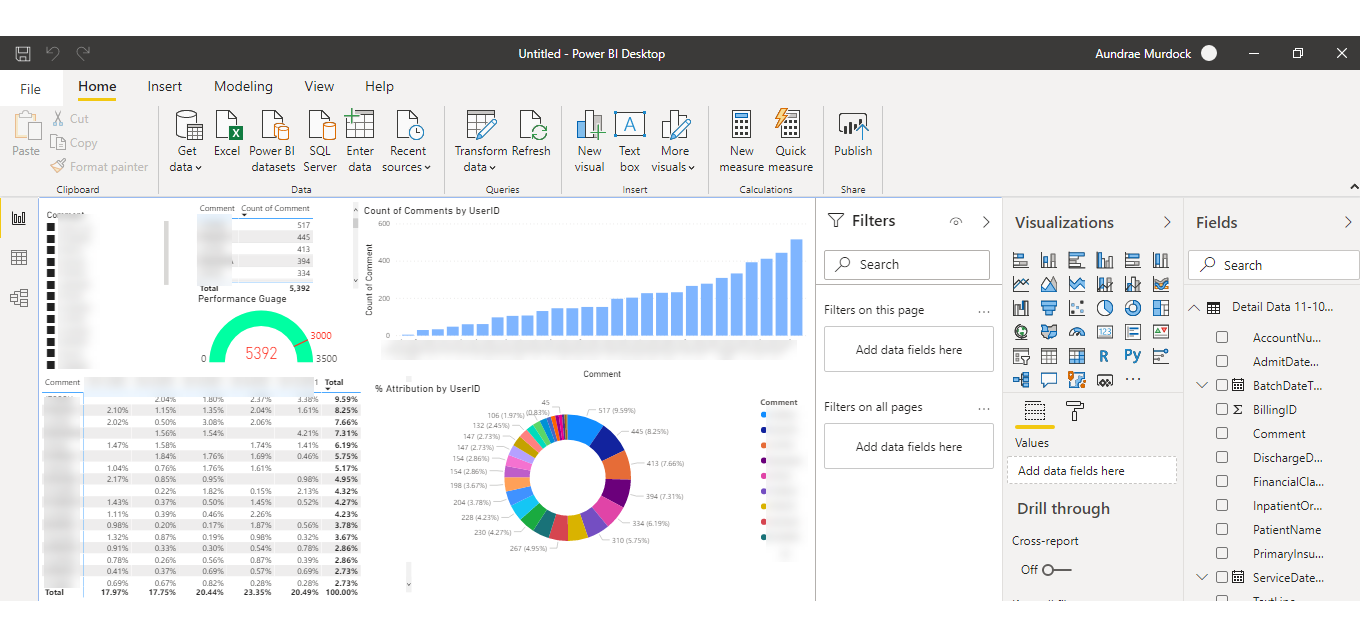 Untitled - Power BI Desktop
Aundrae Murdock
File
Home
Insert
Modeling
View
Help
Paste
Cut
Copy
Format painter
Clipboard
Get
data
Excel
Power BI
datasets
SQL
Server
Enter
data
Recent
sources
Data
Transform
data
Refresh
Queries
New
visual
Text
box
More
visuals
Insert
New
measure
Quick
measure
Calculations
Publish
Share
Comment Count of Comment
517
445
413
394
334
Total 5,392
Performance Guage
0
5392
3000
3500
Count of Comments by UserID
Count of Comment
600
400
200
0
Comment
Comment 1 Total
2.04% 1.80% 2.37% 3.38% 9.59%
2.10% 1.15% 1.35% 2.04% 1.61% 8.25%
2.02% 0.50% 3.08% 2.06% 7.66%
1.56% 1.54% 4.21% 7.31%
1.47% 1.58% 1.74% 1.41% 6.19%
1.84% 1.76% 1.69% 0.46% 5.75%
1.04% 0.76% 1.76% 1.61% 5.17%
2.17% 0.85% 0.95% 0.98% 4.95%
0.22% 1.82% 0.15% 2.13% 4.32%
1.43% 0.37% 0.50% 1.45% 0.52% 4.27%
1.11% 0.39% 0.46% 2.26% 4.23%
0.98% 0.20% 0.17% 1.87% 0.56% 3.78%
1.32% 0.87% 0.19% 0.98% 0.32% 3.67%
0.91% 0.33% 0.30% 0.54% 0.78% 2.86%
0.78% 0.26% 0.56% 0.87% 0.39% 2.86%
0.41% 0.37% 0.69% 0.57% 0.69% 2.73%
0.69% 0.67% 0.82% 0.28% 0.28% 2.73%
Total 17.97% 17.75% 20.44% 23.35% 20.49% 100.00%
% Attribution by UserID
45
(0.83%)
106 (1.97%)
132 (2.45%)
147 (2.73%)
147 (2.73%)
154 (2.86%)
154 (2.86%)
198 (3.67%)
204 (3.78%)
228 (4.23%)
230 (4.27%)
267 (4.95%)
517 (9.59%)
445 (8.25%)
413 (7.66%)
394 (7.31%)
334 (6.19%)
310 (5.75%)
Comment
Filters
Search
Filters on this page ...
Add data fields here
Filters on all pages ...
Add data fields here
Visualizations
123
R
Py
...
Values
Add data fields here
Drill through
Cross-report
Off
Fields
Search
Detail Data 11-10...
AccountNu...
AdmitDate...
BatchDateT...
Σ BillingID
Comment
DischargeD...
FinancialCla...
InpatientOr...
PatientName
PrimaryInsu...
ServiceDate...